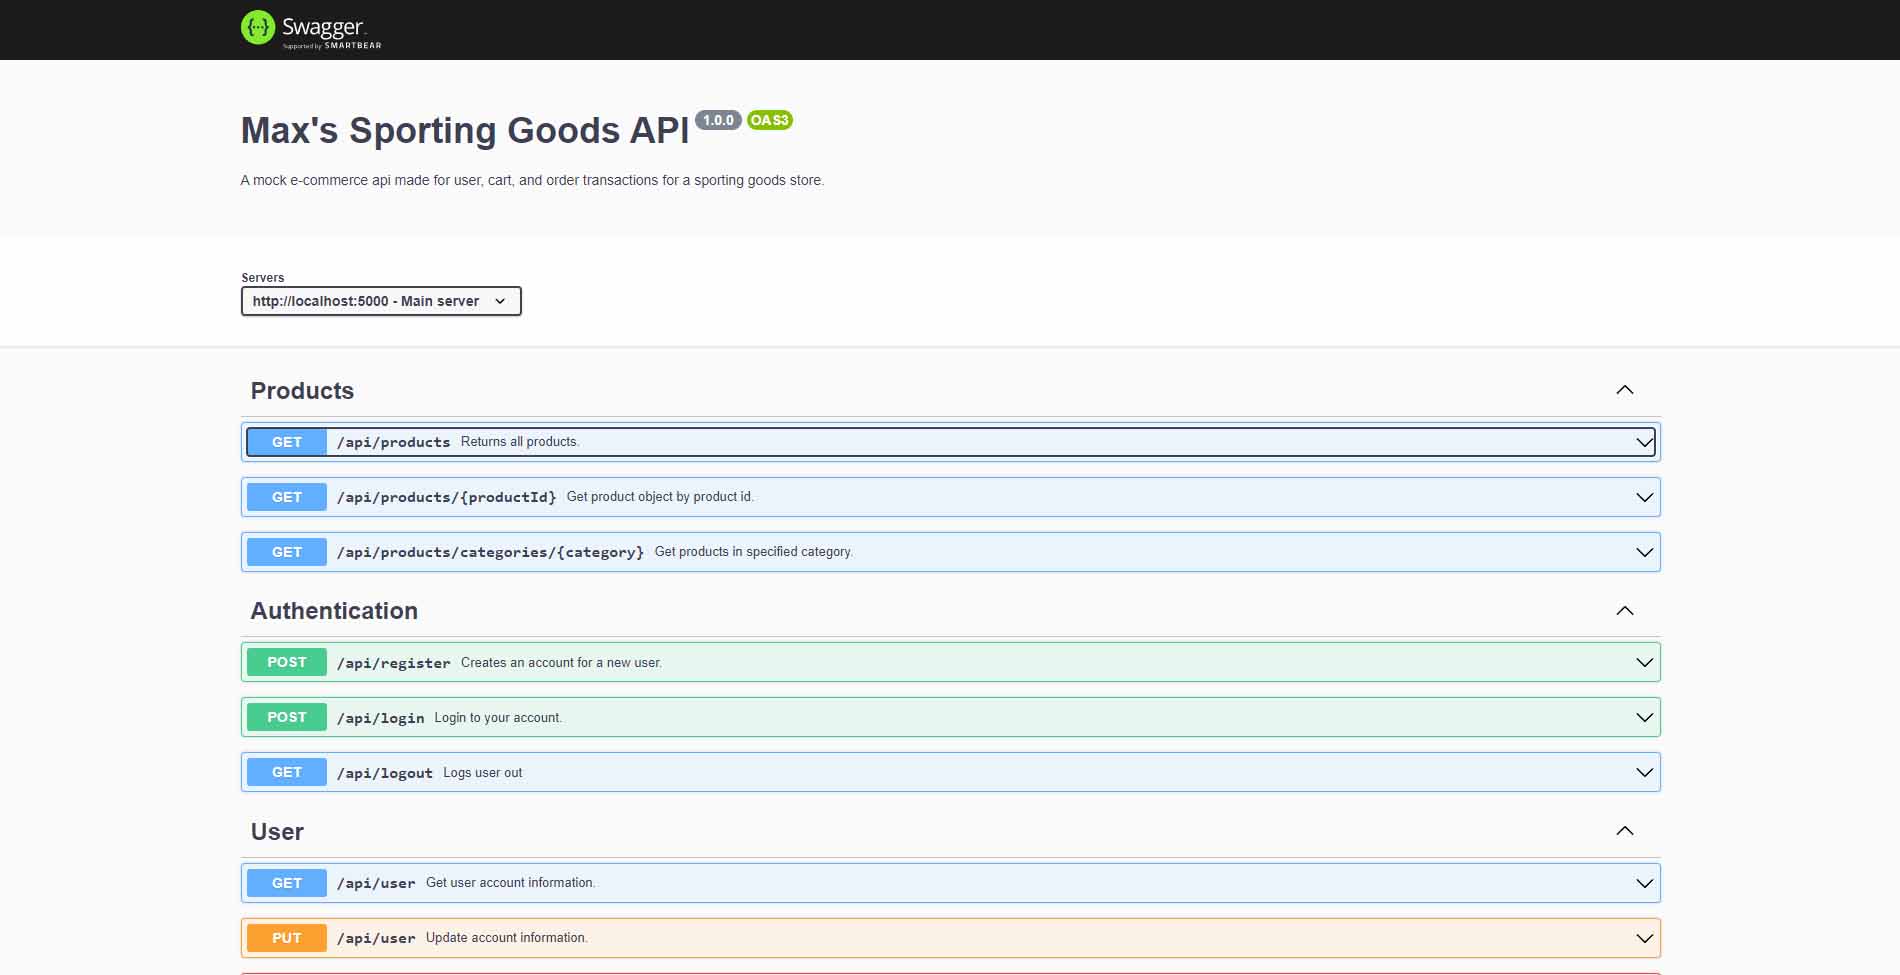 Swagger
Supported by SMARTBEAR
Max's Sporting Goods API 1.0.0 OAS3
A mock e-commerce api made for user, cart, and order transactions for a sporting goods store.
Servers
http://localhost:5000 - Main server
Products
GET /api/products Returns all products.
GET /api/products/{productId} Get product object by product id.
GET /api/products/categories/{category} Get products in specified category.
Authentication
POST /api/register Creates an account for a new user.
POST /api/login Login to your account.
GET /api/logout Logs user out
User
GET /api/user Get user account information.
PUT /api/user Update account information.